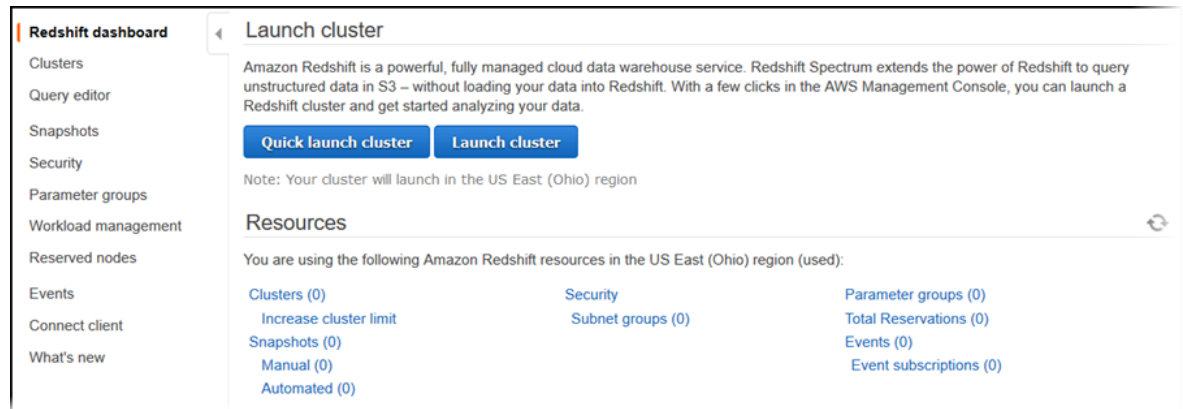 Redshift dashboard
Clusters
Query editor
Snapshots
Security
Parameter groups
Workload management
Reserved nodes
Events
Connect client
What's new
Launch cluster
Amazon Redshift is a powerful, fully managed cloud data warehouse service. Redshift Spectrum extends the power of Redshift to query
unstructured data in S3 – without loading your data into Redshift. With a few clicks in the AWS Management Console, you can launch a
Redshift cluster and get started analyzing your data.
Quick launch cluster
Launch cluster
Note: Your cluster will launch in the US East (Ohio) region
Resources
You are using the following Amazon Redshift resources in the US East (Ohio) region (used):
Clusters (0)
Increase cluster limit
Snapshots (0)
Manual (0)
Automated (0)
Security
Subnet groups (0)
Parameter groups (0)
Total Reservations (0)
Events (0)
Event subscriptions (0)